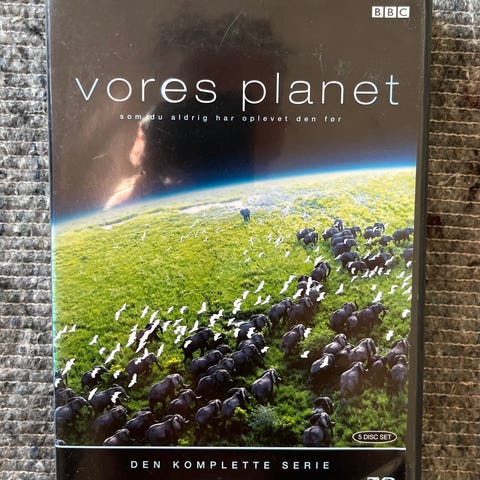 BBC
vores planet
som du aldrig har oplevet den før
5 DISC SET
DEN KOMPLETTE SERIE